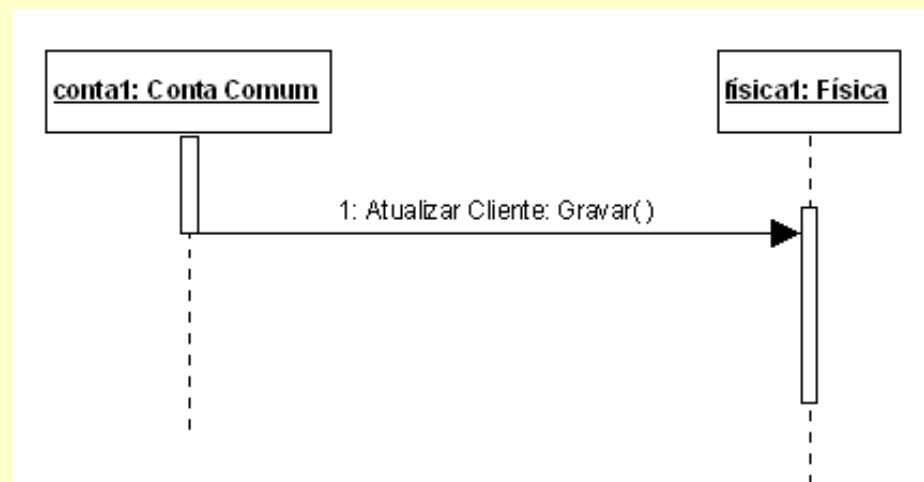 conta1: Conta Comum
física1: Física
1: Atualizar Cliente: Gravar()